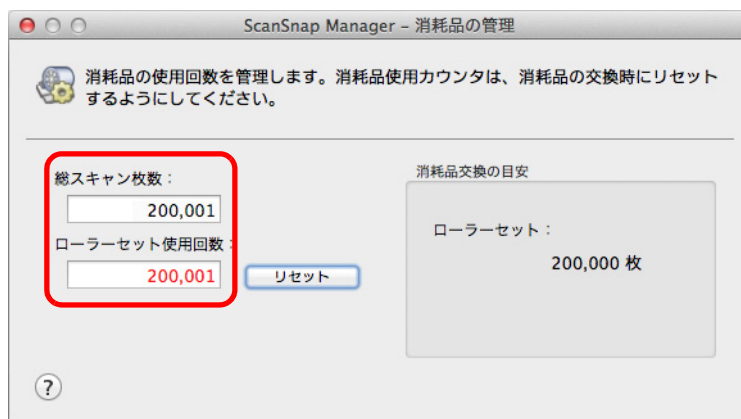 ScanSnap Manager – 消耗品の管理
消耗品の使用回数を管理します。消耗品使用カウンタは、消耗品の交換時にリセット
するようにしてください。
総スキャン枚数：
200,001
ローラーセット使用回数：
200,001
リセット
消耗品交換の目安
ローラーセット：
200,000 枚
?